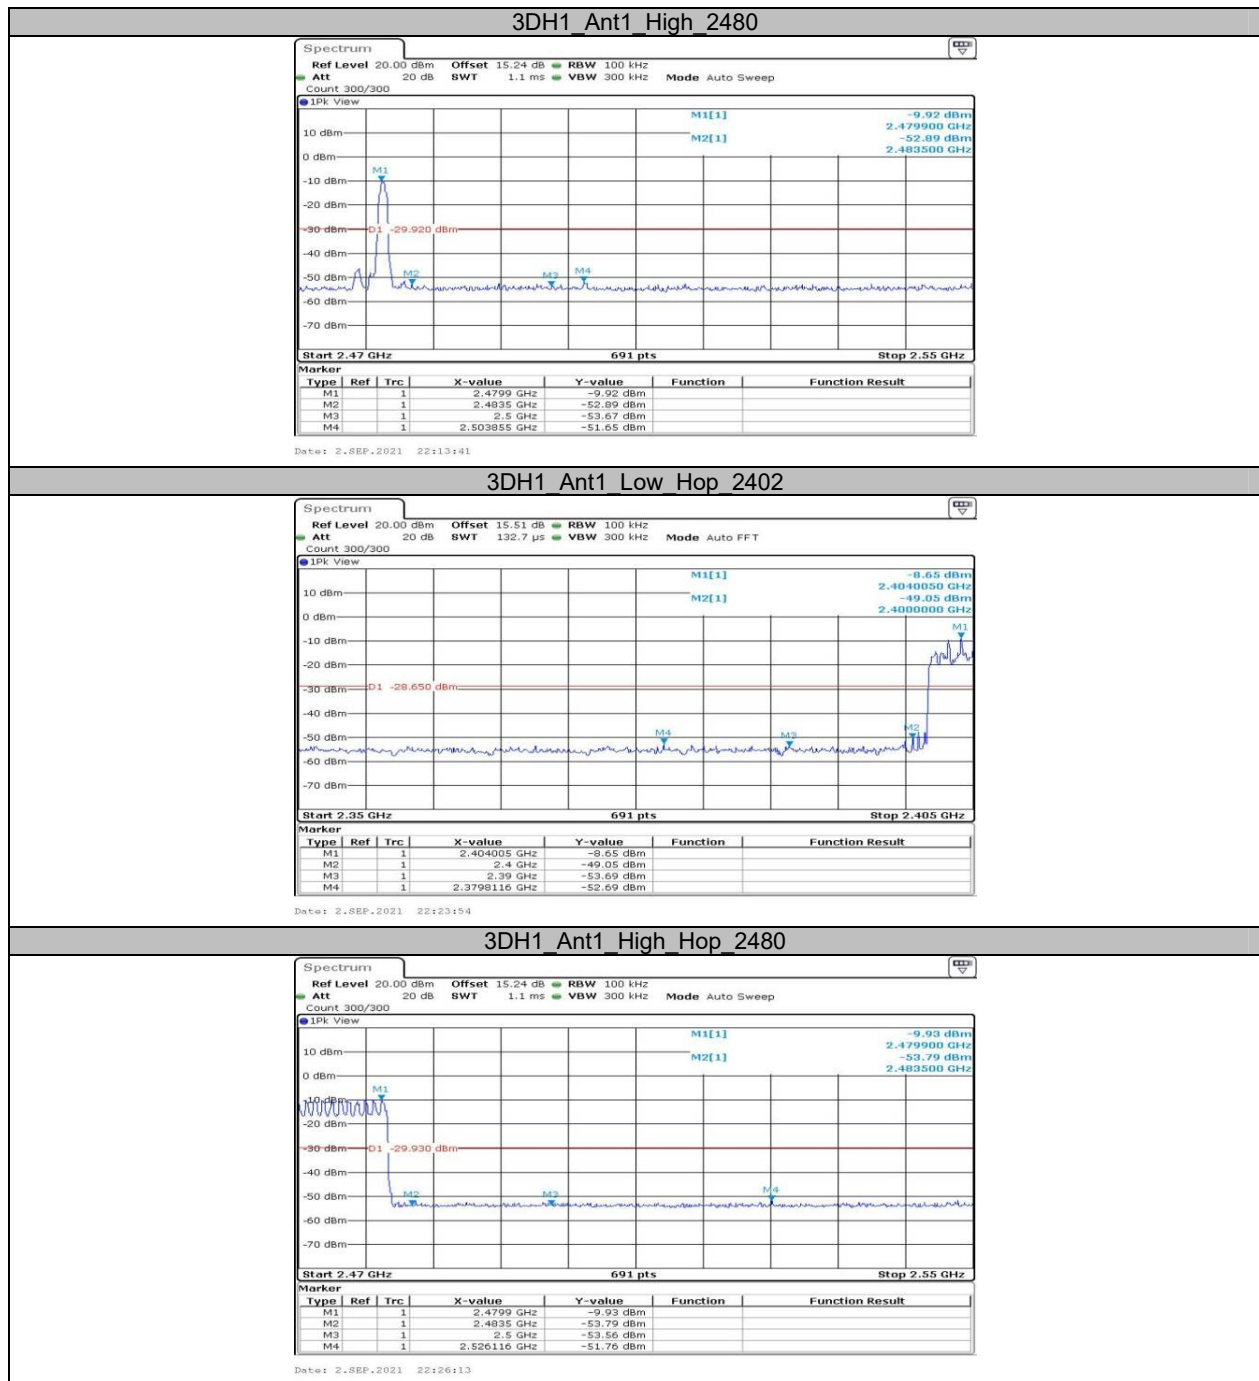 3DH1_Ant1_High_2480
Spectrum
Ref Level 20.00 dBm Offset 15.24 dB RBW 100 kHz
Att 20 dB SWT 1.1 ms VBW 300 kHz Mode Auto Sweep
Count 300/300
1Pk View
M1[1] -9.92 dBm
2.479900 GHz
10 dBm
M2[1] -52.89 dBm
2.483500 GHz
0 dBm
M1
-10 dBm
-20 dBm
-30 dBm D1 -29.920 dBm
-40 dBm
M2 M3 M4
-50 dBm
-60 dBm
-70 dBm
Start 2.47 GHz 691 pts Stop 2.55 GHz
Marker
Type Ref Trc X-value Y-value Function Function Result
M1 1 2.4799 GHz -9.92 dBm
M2 1 2.4835 GHz -52.89 dBm
M3 1 2.5 GHz -53.67 dBm
M4 1 2.503855 GHz -51.65 dBm
Date: 2.SEP.2021 22:13:41
3DH1_Ant1_Low_Hop_2402
Spectrum
Ref Level 20.00 dBm Offset 15.51 dB RBW 100 kHz
Att 20 dB SWT 132.7 µs VBW 300 kHz Mode Auto FFT
Count 300/300
1Pk View
M1[1] -8.65 dBm
2.4040050 GHz
10 dBm
M2[1] -49.05 dBm
2.4000000 GHz
0 dBm
M1
-10 dBm
-20 dBm
-30 dBm D1 -28.650 dBm
-40 dBm
M4 M3 M2
-50 dBm
-60 dBm
-70 dBm
Start 2.35 GHz 691 pts Stop 2.405 GHz
Marker
Type Ref Trc X-value Y-value Function Function Result
M1 1 2.404005 GHz -8.65 dBm
M2 1 2.4 GHz -49.05 dBm
M3 1 2.39 GHz -53.69 dBm
M4 1 2.3798116 GHz -52.69 dBm
Date: 2.SEP.2021 22:23:54
3DH1_Ant1_High_Hop_2480
Spectrum
Ref Level 20.00 dBm Offset 15.24 dB RBW 100 kHz
Att 20 dB SWT 1.1 ms VBW 300 kHz Mode Auto Sweep
Count 300/300
1Pk View
M1[1] -9.93 dBm
2.479900 GHz
10 dBm
M2[1] -53.79 dBm
2.483500 GHz
0 dBm
M1
-10 dBm
-20 dBm
-30 dBm D1 -29.930 dBm
-40 dBm
M2 M3 M4
-50 dBm
-60 dBm
-70 dBm
Start 2.47 GHz 691 pts Stop 2.55 GHz
Marker
Type Ref Trc X-value Y-value Function Function Result
M1 1 2.4799 GHz -9.93 dBm
M2 1 2.4835 GHz -53.79 dBm
M3 1 2.5 GHz -53.56 dBm
M4 1 2.526116 GHz -51.76 dBm
Date: 2.SEP.2021 22:26:13